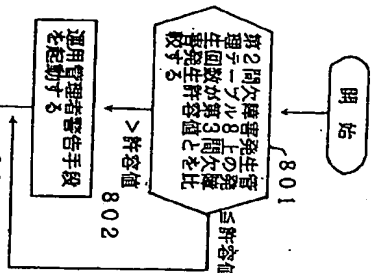 開始
801
第2間欠障害発生管
理テーブル8上の発
生回数が第3間欠障
害発生許容値とを比
較する
>許容値
≦許容値
802
運用管理者警告手段
を起動する